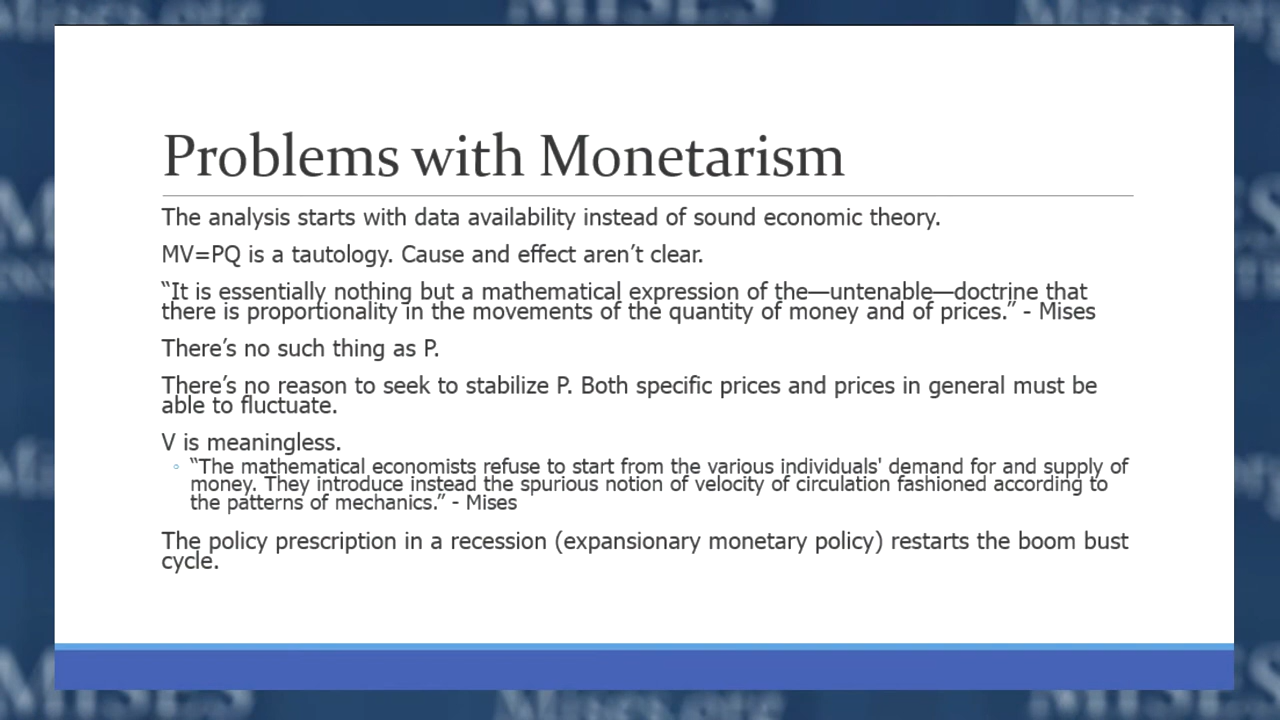 Problems with Monetarism
The analysis starts with data availability instead of sound economic theory.
MV=PQ is a tautology. Cause and effect aren’t clear.
“It is essentially nothing but a mathematical expression of the—untenable—doctrine that
there is proportionality in the movements of the quantity of money and of prices.” - Mises
There’s no such thing as P.
There’s no reason to seek to stabilize P. Both specific prices and prices in general must be
able to fluctuate.
V is meaningless.
◦ “The mathematical economists refuse to start from the various individuals' demand for and supply of
money. They introduce instead the spurious notion of velocity of circulation fashioned according to
the patterns of mechanics.” - Mises
The policy prescription in a recession (expansionary monetary policy) restarts the boom bust
cycle.